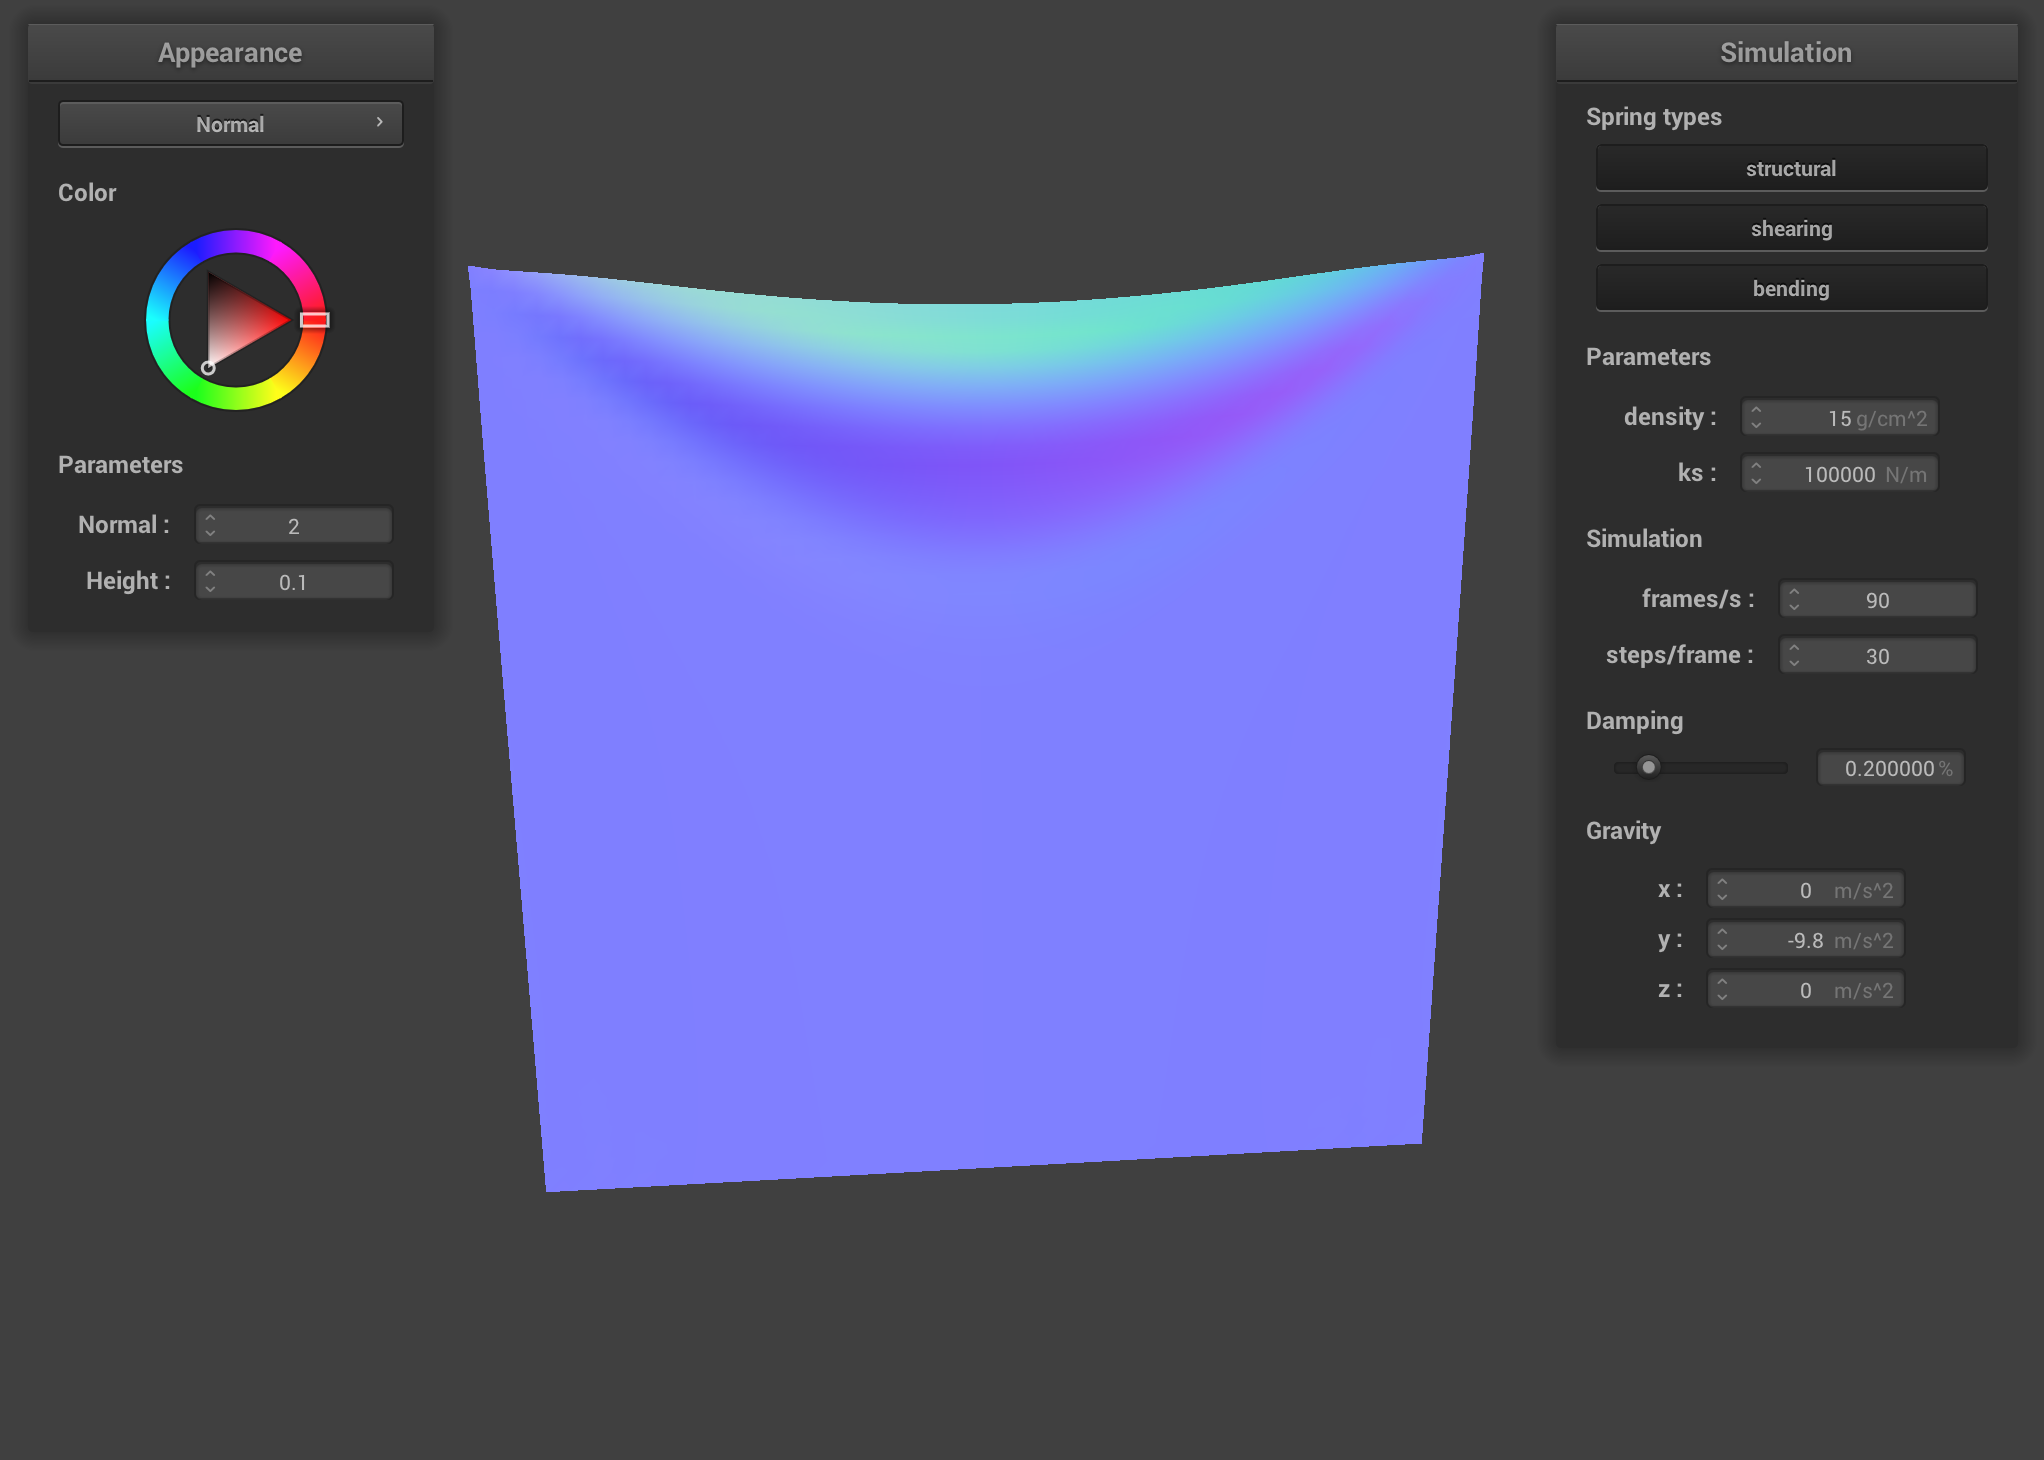 Appearance
Normal
Color
Parameters
Normal : 2
Height : 0.1
Simulation
Spring types
structural
shearing
bending
Parameters
density : 15 g/cm^2
ks : 100000 N/m
Simulation
frames/s : 90
steps/frame : 30
Damping
0.200000 %
Gravity
x : 0 m/s^2
y : -9.8 m/s^2
z : 0 m/s^2